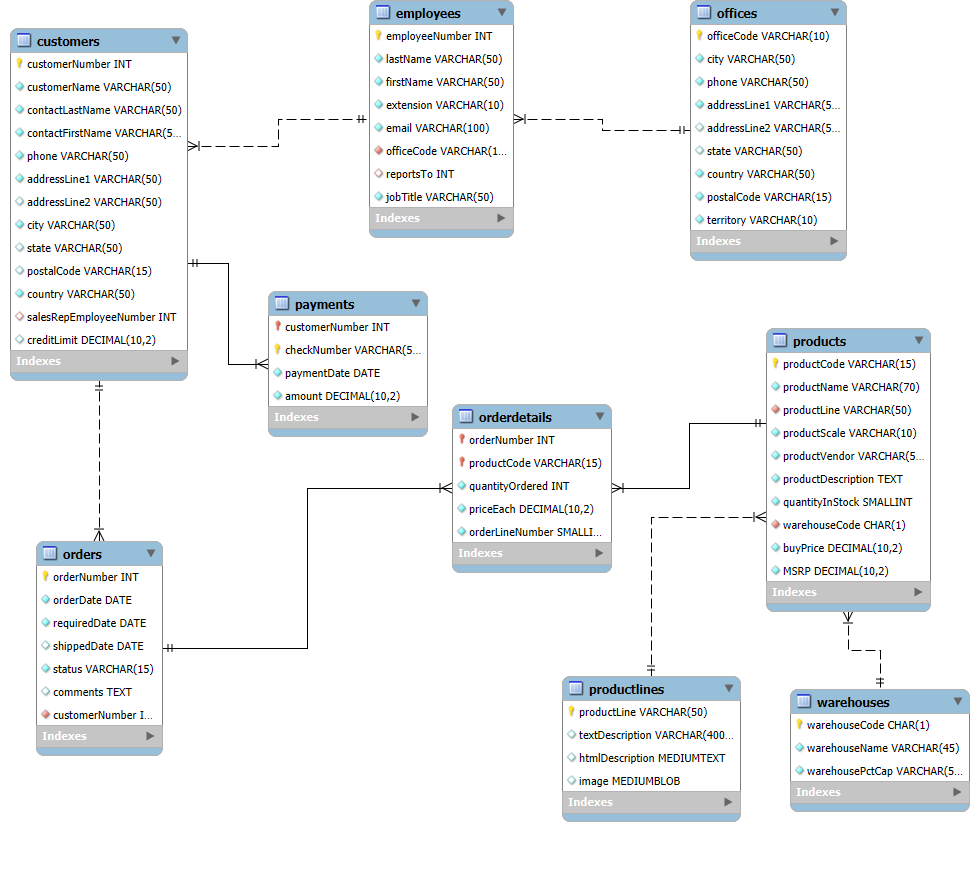 customers
customerNumber INT
customerName VARCHAR(50)
contactLastName VARCHAR(50)
contactFirstName VARCHAR(5...
phone VARCHAR(50)
addressLine1 VARCHAR(50)
addressLine2 VARCHAR(50)
city VARCHAR(50)
state VARCHAR(50)
postalCode VARCHAR(15)
country VARCHAR(50)
salesRepEmployeeNumber INT
creditLimit DECIMAL(10,2)
Indexes
employees
employeeNumber INT
lastName VARCHAR(50)
firstName VARCHAR(50)
extension VARCHAR(10)
email VARCHAR(100)
officeCode VARCHAR(1...
reportsTo INT
jobTitle VARCHAR(50)
Indexes
offices
officeCode VARCHAR(10)
city VARCHAR(50)
phone VARCHAR(50)
addressLine1 VARCHAR(5...
addressLine2 VARCHAR(5...
state VARCHAR(50)
country VARCHAR(50)
postalCode VARCHAR(15)
territory VARCHAR(10)
Indexes
payments
customerNumber INT
checkNumber VARCHAR(5...
paymentDate DATE
amount DECIMAL(10,2)
Indexes
orderdetails
orderNumber INT
productCode VARCHAR(15)
quantityOrdered INT
priceEach DECIMAL(10,2)
orderLineNumber SMALLI...
Indexes
products
productCode VARCHAR(15)
productName VARCHAR(70)
productLine VARCHAR(50)
productScale VARCHAR(10)
productVendor VARCHAR(5...
productDescription TEXT
quantityInStock SMALLINT
warehouseCode CHAR(1)
buyPrice DECIMAL(10,2)
MSRP DECIMAL(10,2)
Indexes
orders
orderNumber INT
orderDate DATE
requiredDate DATE
shippedDate DATE
status VARCHAR(15)
comments TEXT
customerNumber I...
Indexes
productlines
productLine VARCHAR(50)
textDescription VARCHAR(400...
htmlDescription MEDIUMTEXT
image MEDIUMBLOB
Indexes
warehouses
warehouseCode CHAR(1)
warehouseName VARCHAR(45)
warehousePctCap VARCHAR(5...
Indexes